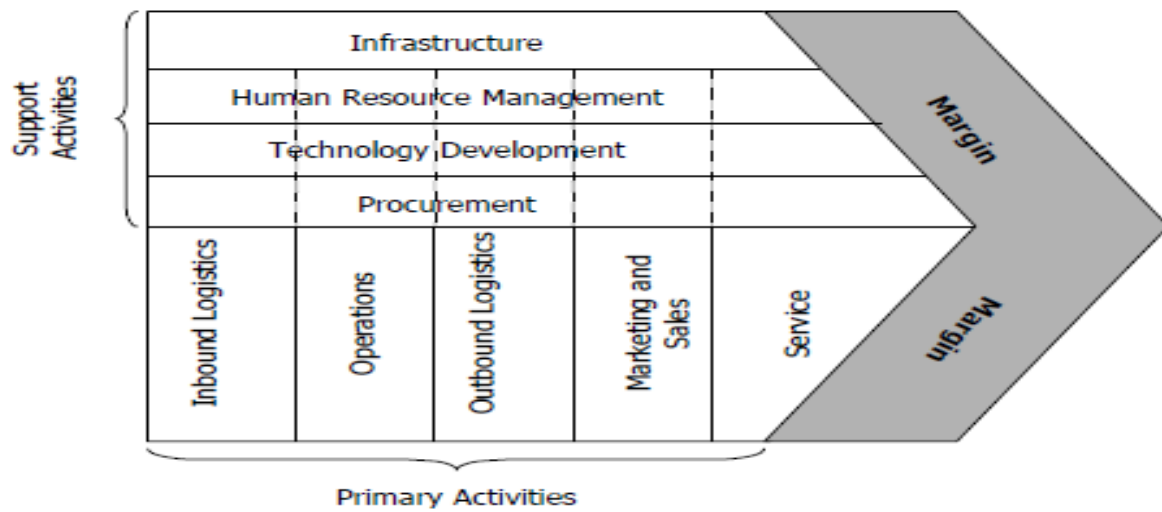 Support
Activities
Infrastructure
Human Resource Management
Technology Development
Procurement
Margin
Inbound Logistics
Operations
Outbound Logistics
Marketing and
Sales
Service
Margin
Primary Activities